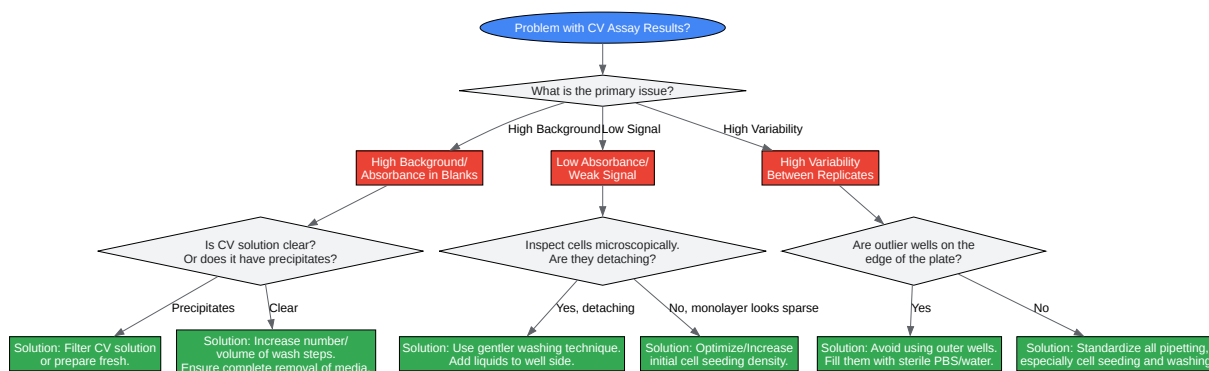 Problem with CV Assay Results?
What is the primary issue?
High Background
Low Signal
High Variability
High Background/
Absorbance in Blanks
Low Absorbance/
Weak Signal
High Variability
Between Replicates
Is CV solution clear?
Or does it have precipitates?
Inspect cells microscopically.
Are they detaching?
Are outlier wells on the
edge of the plate?
Precipitates
Clear
Yes, detaching
No, monolayer looks sparse
Yes
No
Solution: Filter CV solution
or prepare fresh.
Solution: Increase number/
volume of wash steps.
Ensure complete removal of media.
Solution: Use gentler washing technique.
Add liquids to well side.
Solution: Optimize/Increase
initial cell seeding density.
Solution: Avoid using outer wells.
Fill them with sterile PBS/water.
Solution: Standardize all pipetting,
especially cell seeding and washing